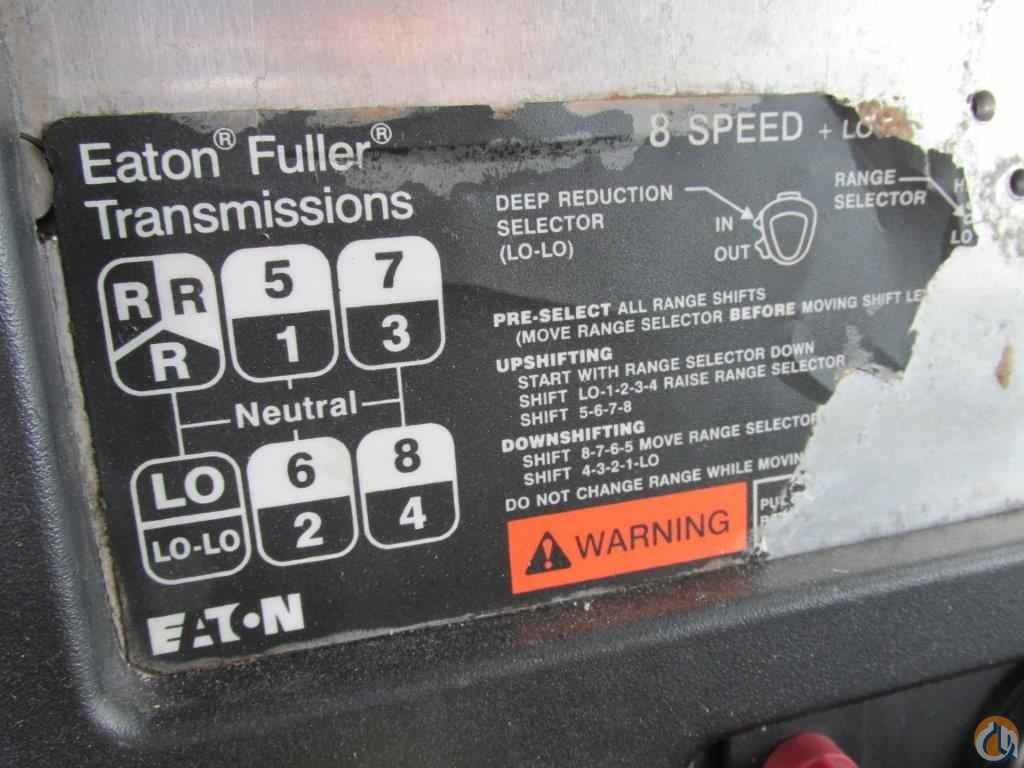 Eaton® Fuller®
Transmissions
8 SPEED + LO
DEEP REDUCTION
SELECTOR
(LO-LO)
IN
OUT
RANGE
SELECTOR
LO
R R
R
5
1
7
3
Neutral
LO
LO-LO
6
2
8
4
PRE-SELECT ALL RANGE SHIFTS
(MOVE RANGE SELECTOR BEFORE MOVING SHIFT LE
UPSHIFTING
START WITH RANGE SELECTOR DOWN
SHIFT LO-1-2-3-4 RAISE RANGE SELECTOR
SHIFT 5-6-7-8
DOWNSHIFTING
SHIFT 8-7-6-5 MOVE RANGE SELECTOR
SHIFT 4-3-2-1-LO
DO NOT CHANGE RANGE WHILE MOVIN
WARNING
EATON